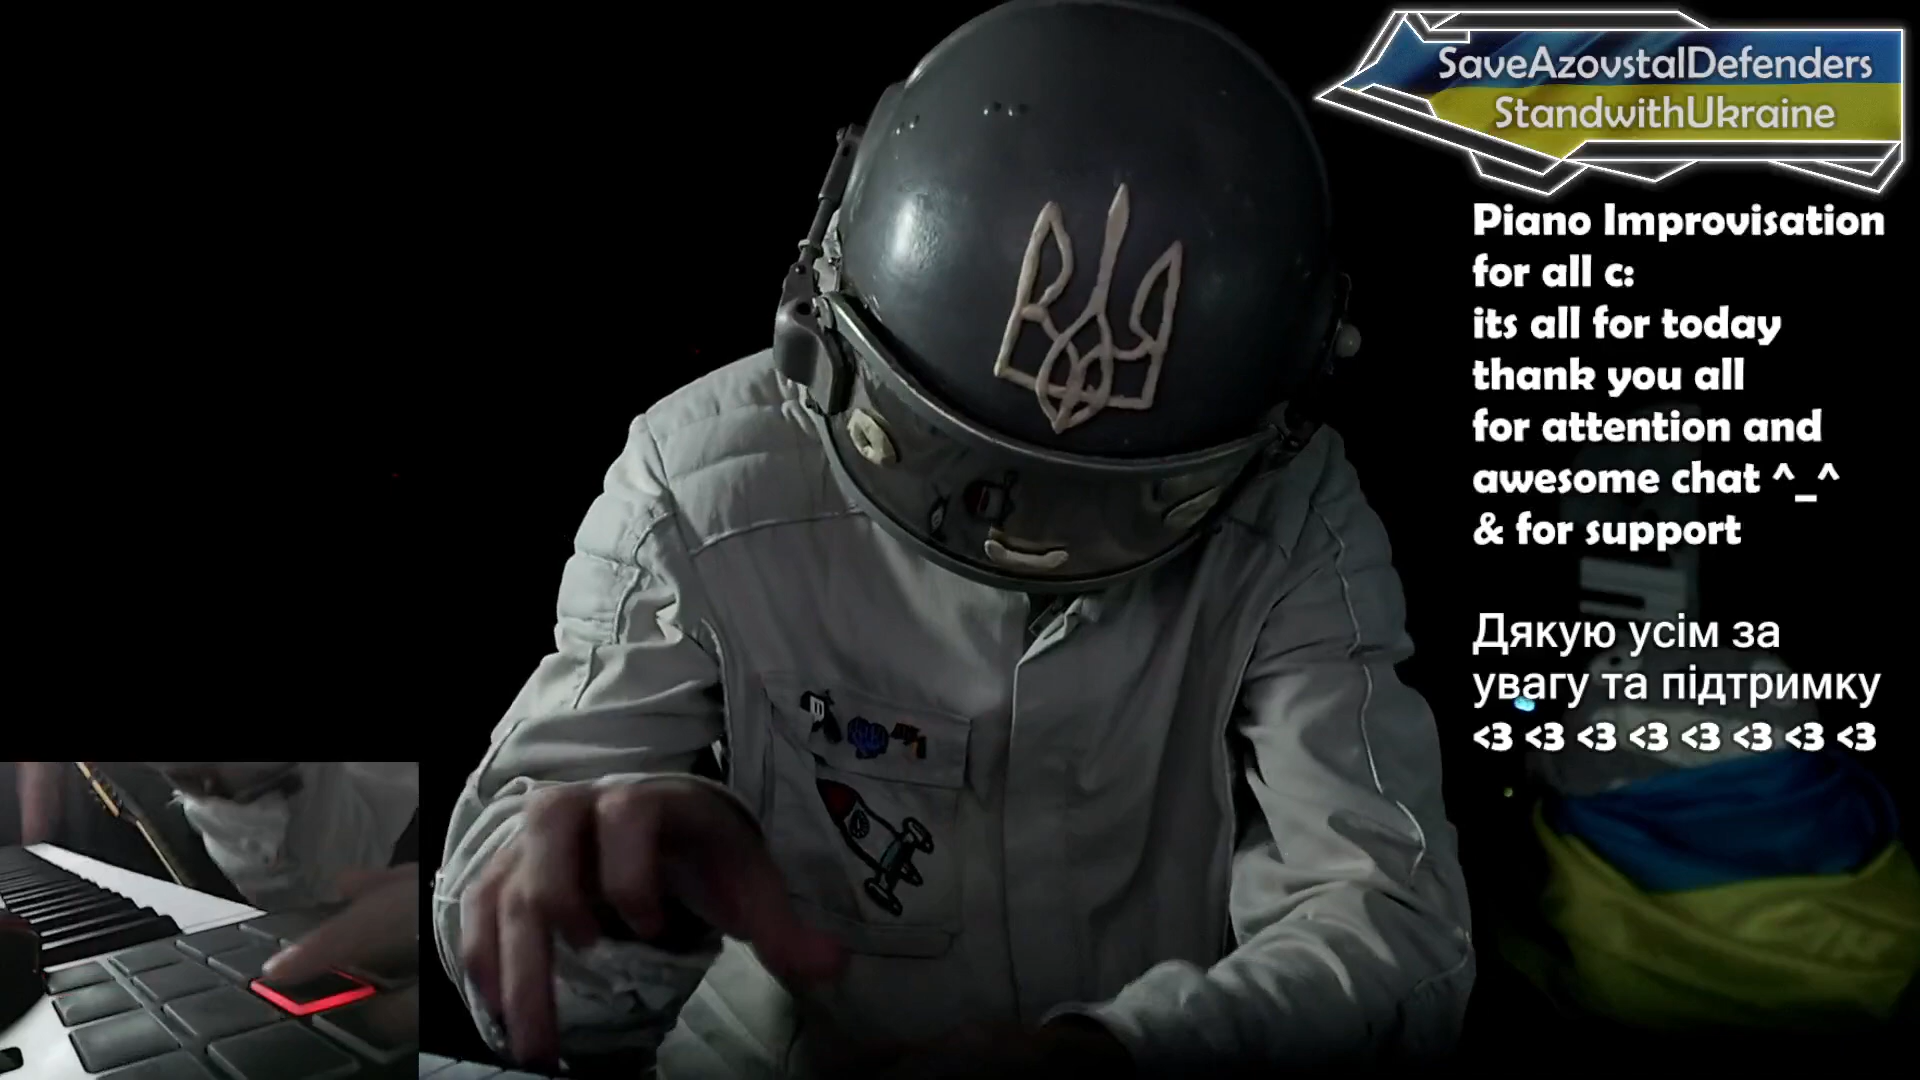 SaveAzovstalDefenders
StandwithUkraine
Piano Improvisation
for all c:
its all for today
thank you all
for attention and
awesome chat ^_^
& for support
Дякую усім за
увагу та підтримку
<3 <3 <3 <3 <3 <3 <3 <3